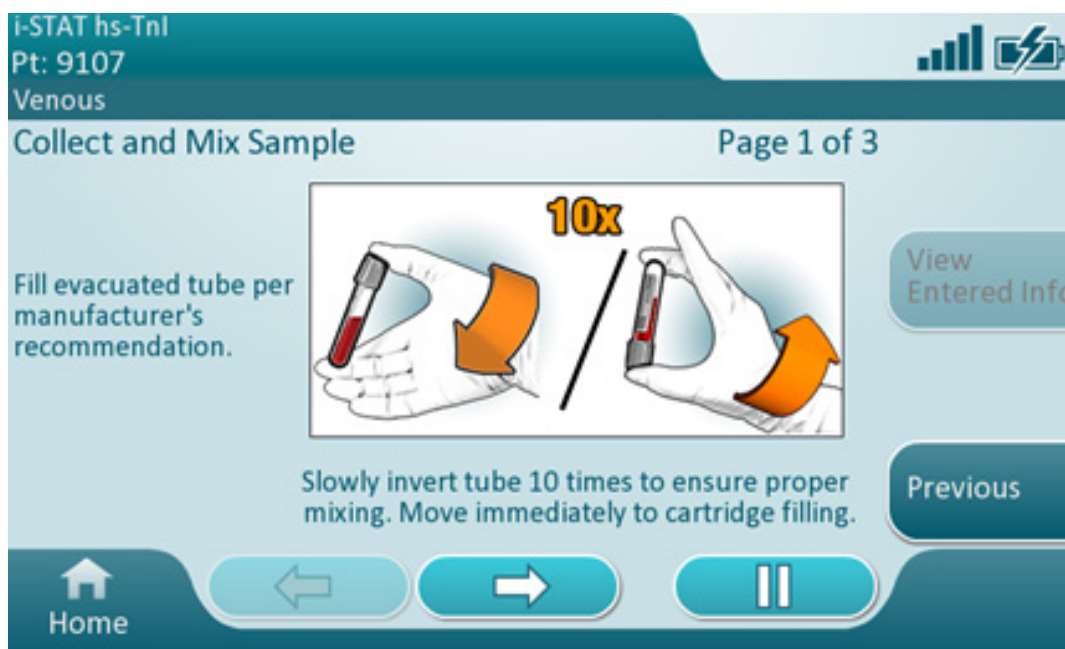 i-STAT hs-TnI
Pt: 9107
Venous
Collect and Mix Sample
Page 1 of 3
Fill evacuated tube per
manufacturer's
recommendation.
10x
View
Entered Info
Slowly invert tube 10 times to ensure proper
mixing. Move immediately to cartridge filling.
Previous
Home